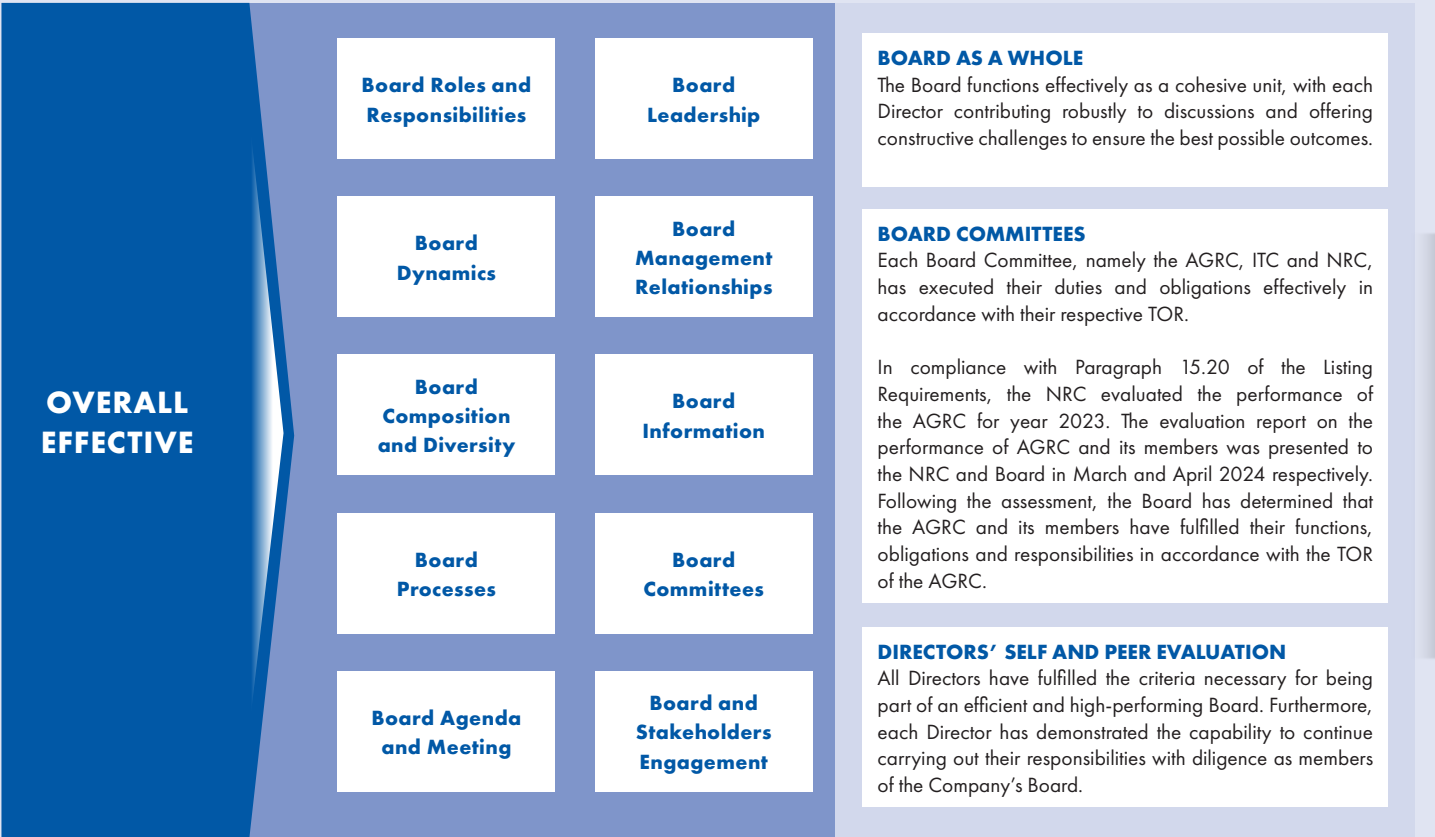 OVERALL
EFFECTIVE
Board Roles and
Responsibilities
Board
Leadership
Board
Dynamics
Board
Management
Relationships
Board
Composition
and Diversity
Board
Information
Board
Processes
Board
Committees
Board Agenda
and Meeting
Board and
Stakeholders
Engagement
BOARD AS A WHOLE
The Board functions effectively as a cohesive unit, with each
Director contributing robustly to discussions and offering
constructive challenges to ensure the best possible outcomes.
BOARD COMMITTEES
Each Board Committee, namely the AGRC, ITC and NRC,
has executed their duties and obligations effectively in
accordance with their respective TOR.
In compliance with Paragraph 15.20 of the Listing
Requirements, the NRC evaluated the performance of
the AGRC for year 2023. The evaluation report on the
performance of AGRC and its members was presented to
the NRC and Board in March and April 2024 respectively.
Following the assessment, the Board has determined that
the AGRC and its members have fulfilled their functions,
obligations and responsibilities in accordance with the TOR
of the AGRC.
DIRECTORS' SELF AND PEER EVALUATION
All Directors have fulfilled the criteria necessary for being
part of an efficient and high-performing Board. Furthermore,
each Director has demonstrated the capability to continue
carrying out their responsibilities with diligence as members
of the Company's Board.